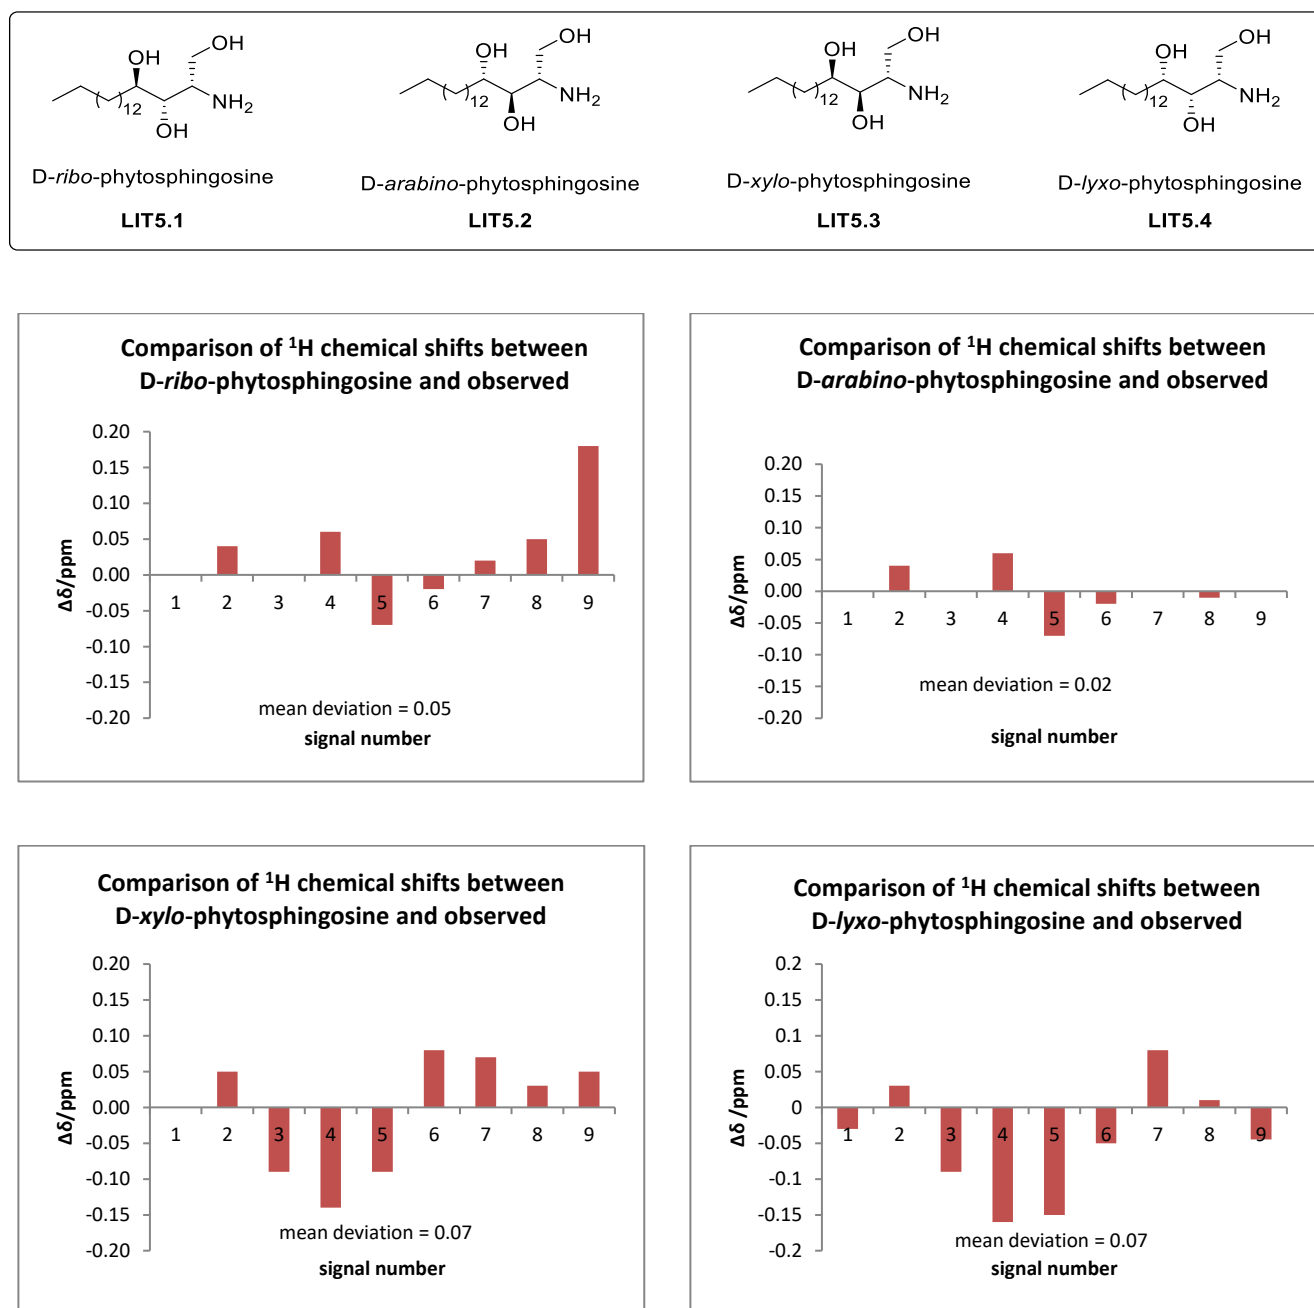 OH OH NH2 OH 12
OH OH NH2 OH 12
OH OH NH2 OH 12
OH OH NH2 OH 12
D-ribo-phytosphingosine
D-arabino-phytosphingosine
D-xylo-phytosphingosine
D-lyxo-phytosphingosine
LIT5.1
LIT5.2
LIT5.3
LIT5.4
Comparison of ¹H chemical shifts between
D-ribo-phytosphingosine and observed
0.20
0.15
0.10
0.05
0.00
-0.05
-0.10
-0.15
-0.20
Δδ/ppm
1 2 3 4 5 6 7 8 9
mean deviation = 0.05
signal number
Comparison of ¹H chemical shifts between
D-arabino-phytosphingosine and observed
0.20
0.15
0.10
0.05
0.00
-0.05
-0.10
-0.15
-0.20
Δδ/ppm
1 2 3 4 5 6 7 8 9
mean deviation = 0.02
signal number
Comparison of ¹H chemical shifts between
D-xylo-phytosphingosine and observed
0.20
0.15
0.10
0.05
0.00
-0.05
-0.10
-0.15
-0.20
Δδ/ppm
1 2 3 4 5 6 7 8 9
mean deviation = 0.07
signal number
Comparison of ¹H chemical shifts between
D-lyxo-phytosphingosine and observed
0.2
0.15
0.1
0.05
0
-0.05
-0.1
-0.15
-0.2
Δδ /ppm
1 2 3 4 5 6 7 8 9
mean deviation = 0.07
signal number